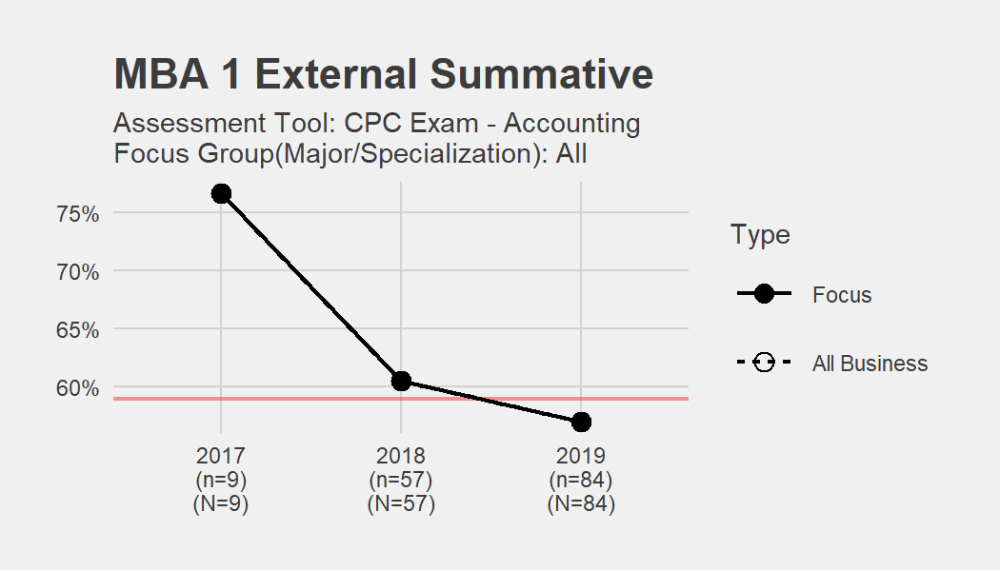 MBA 1 External Summative
Assessment Tool: CPC Exam - Accounting
Focus Group(Major/Specialization): All
75%
70%
65%
60%
2017
(n=9)
(N=9)
2018
(n=57)
(N=57)
2019
(n=84)
(N=84)
Type
Focus
All Business